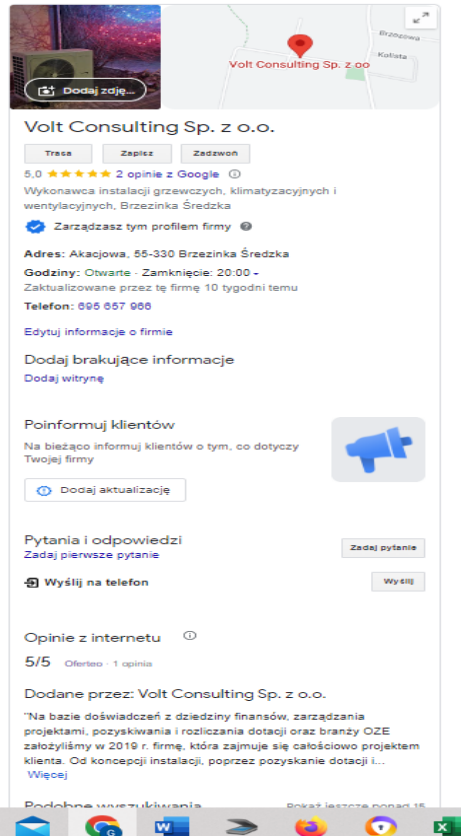 Brzozowa
Kolista
Volt Consulting Sp. z oo
Dodaj zdję...
Volt Consulting Sp. z o.o.
Trasa Zapisz Zadzwoń
5,0 2 opinie z Google
Wykonawca instalacji grzewczych, klimatyzacyjnych i
wentylacyjnych, Brzezinka Średzka
Zarządzasz tym profilem firmy
Adres: Akacjowa, 55-330 Brzezinka Średzka
Godziny: Otwarte · Zamknięcie: 20:00
Zaktualizowane przez tę firmę 10 tygodni temu
Telefon: 695 657 966
Edytuj informacje o firmie
Dodaj brakujące informacje
Dodaj witrynę
Poinformuj klientów
Na bieżąco informuj klientów o tym, co dotyczy
Twojej firmy
Dodaj aktualizację
Pytania i odpowiedzi
Zadaj pierwsze pytanie
Zadaj pytanie
Wyślij na telefon
Wyślij
Opinie z internetu
5/5 Oferteo · 1 opinia
Dodane przez: Volt Consulting Sp. z o.o.
"Na bazie doświadczeń z dziedziny finansów, zarządzania
projektami, pozyskiwania i rozliczania dotacji oraz branży OZE
założyliśmy w 2019 r. firmę, która zajmuje się całościowo projektem
klienta. Od koncepcji instalacji, poprzez pozyskanie dotacji i...
Więcej
Podobne wyszukiwania
Pokaż jeszcze ponad 15